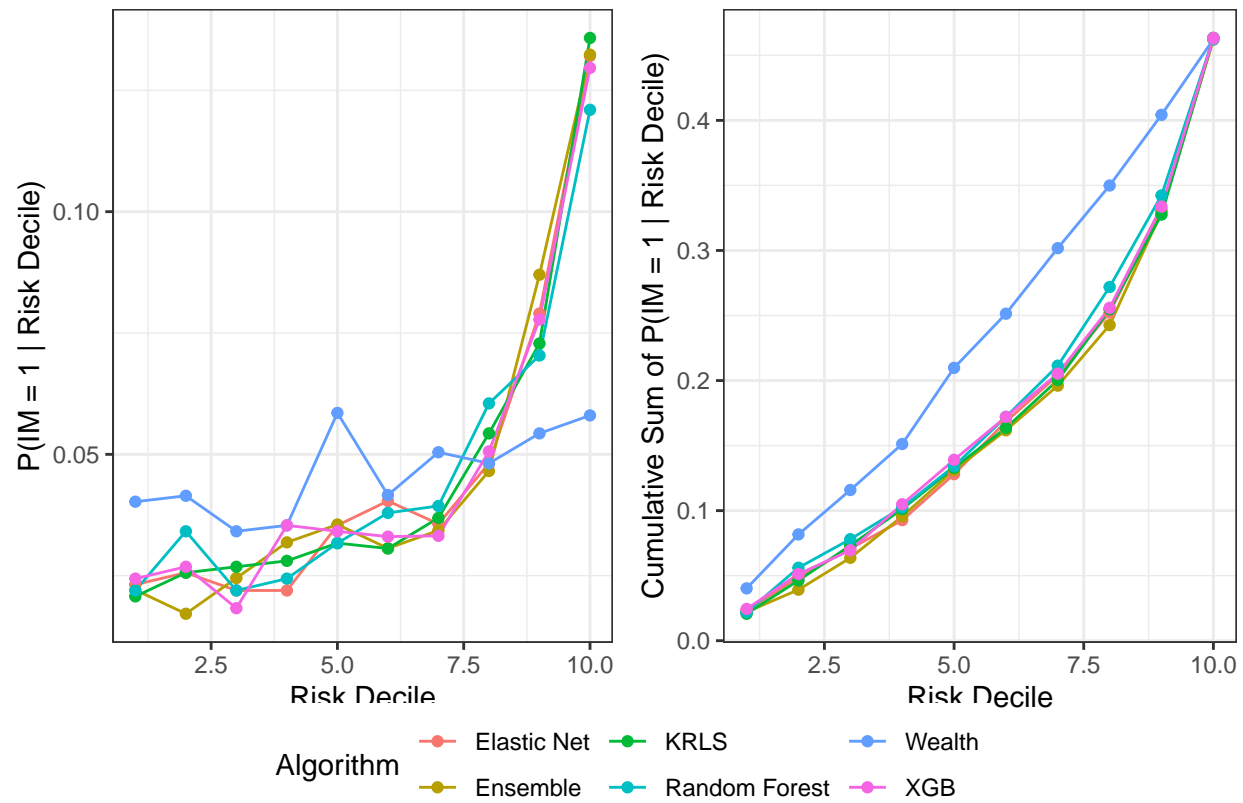 P(IM = 1 | Risk Decile)
0.10
0.05
2.5 5.0 7.5 10.0
Risk Decile
Cumulative Sum of P(IM = 1 | Risk Decile)
0.4
0.3
0.2
0.1
0.0
2.5 5.0 7.5 10.0
Risk Decile
Algorithm
Elastic Net KRLS Wealth
Ensemble Random Forest XGB